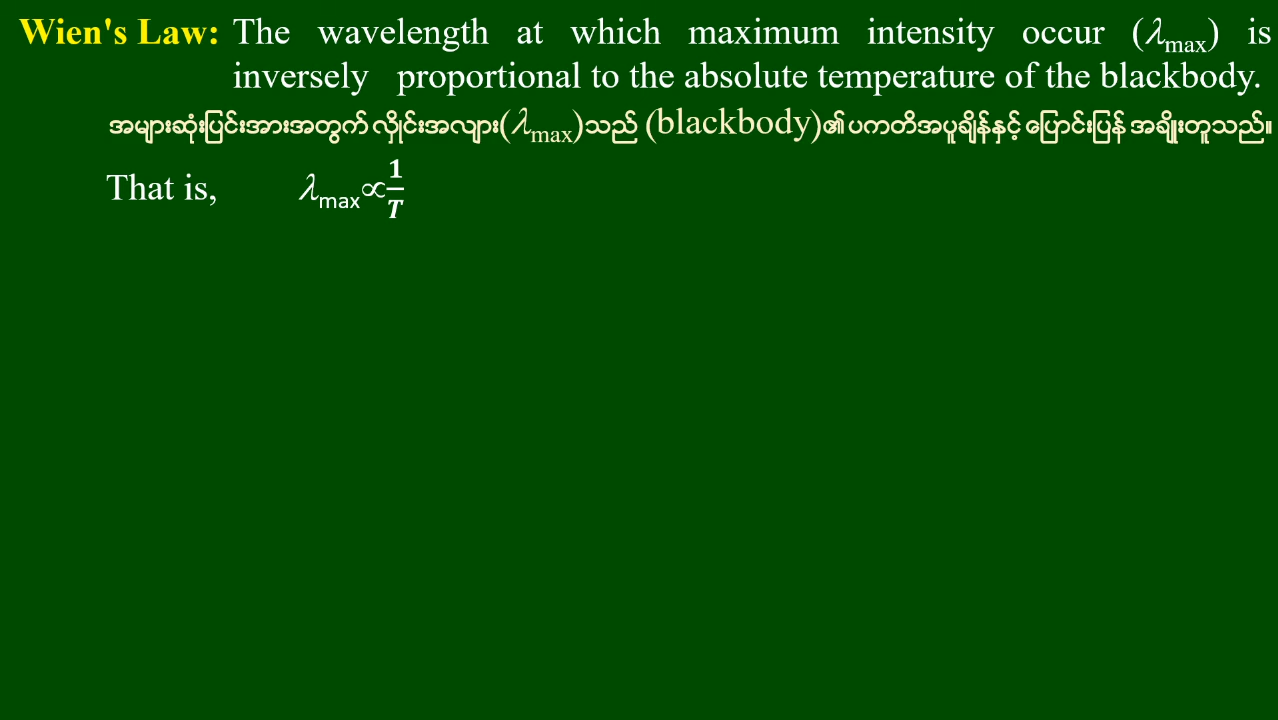 Wien's Law: The wavelength at which maximum intensity occur (λmax) is
inversely proportional to the absolute temperature of the blackbody.
အများဆုံးပြင်းအားအတွက် လှိုင်းအလျား(λmax)သည် (blackbody)၏ ပကတိအပူချိန်နှင့် ပြောင်းပြန် အချိုးတူသည်။
That is, λmax∝1/T